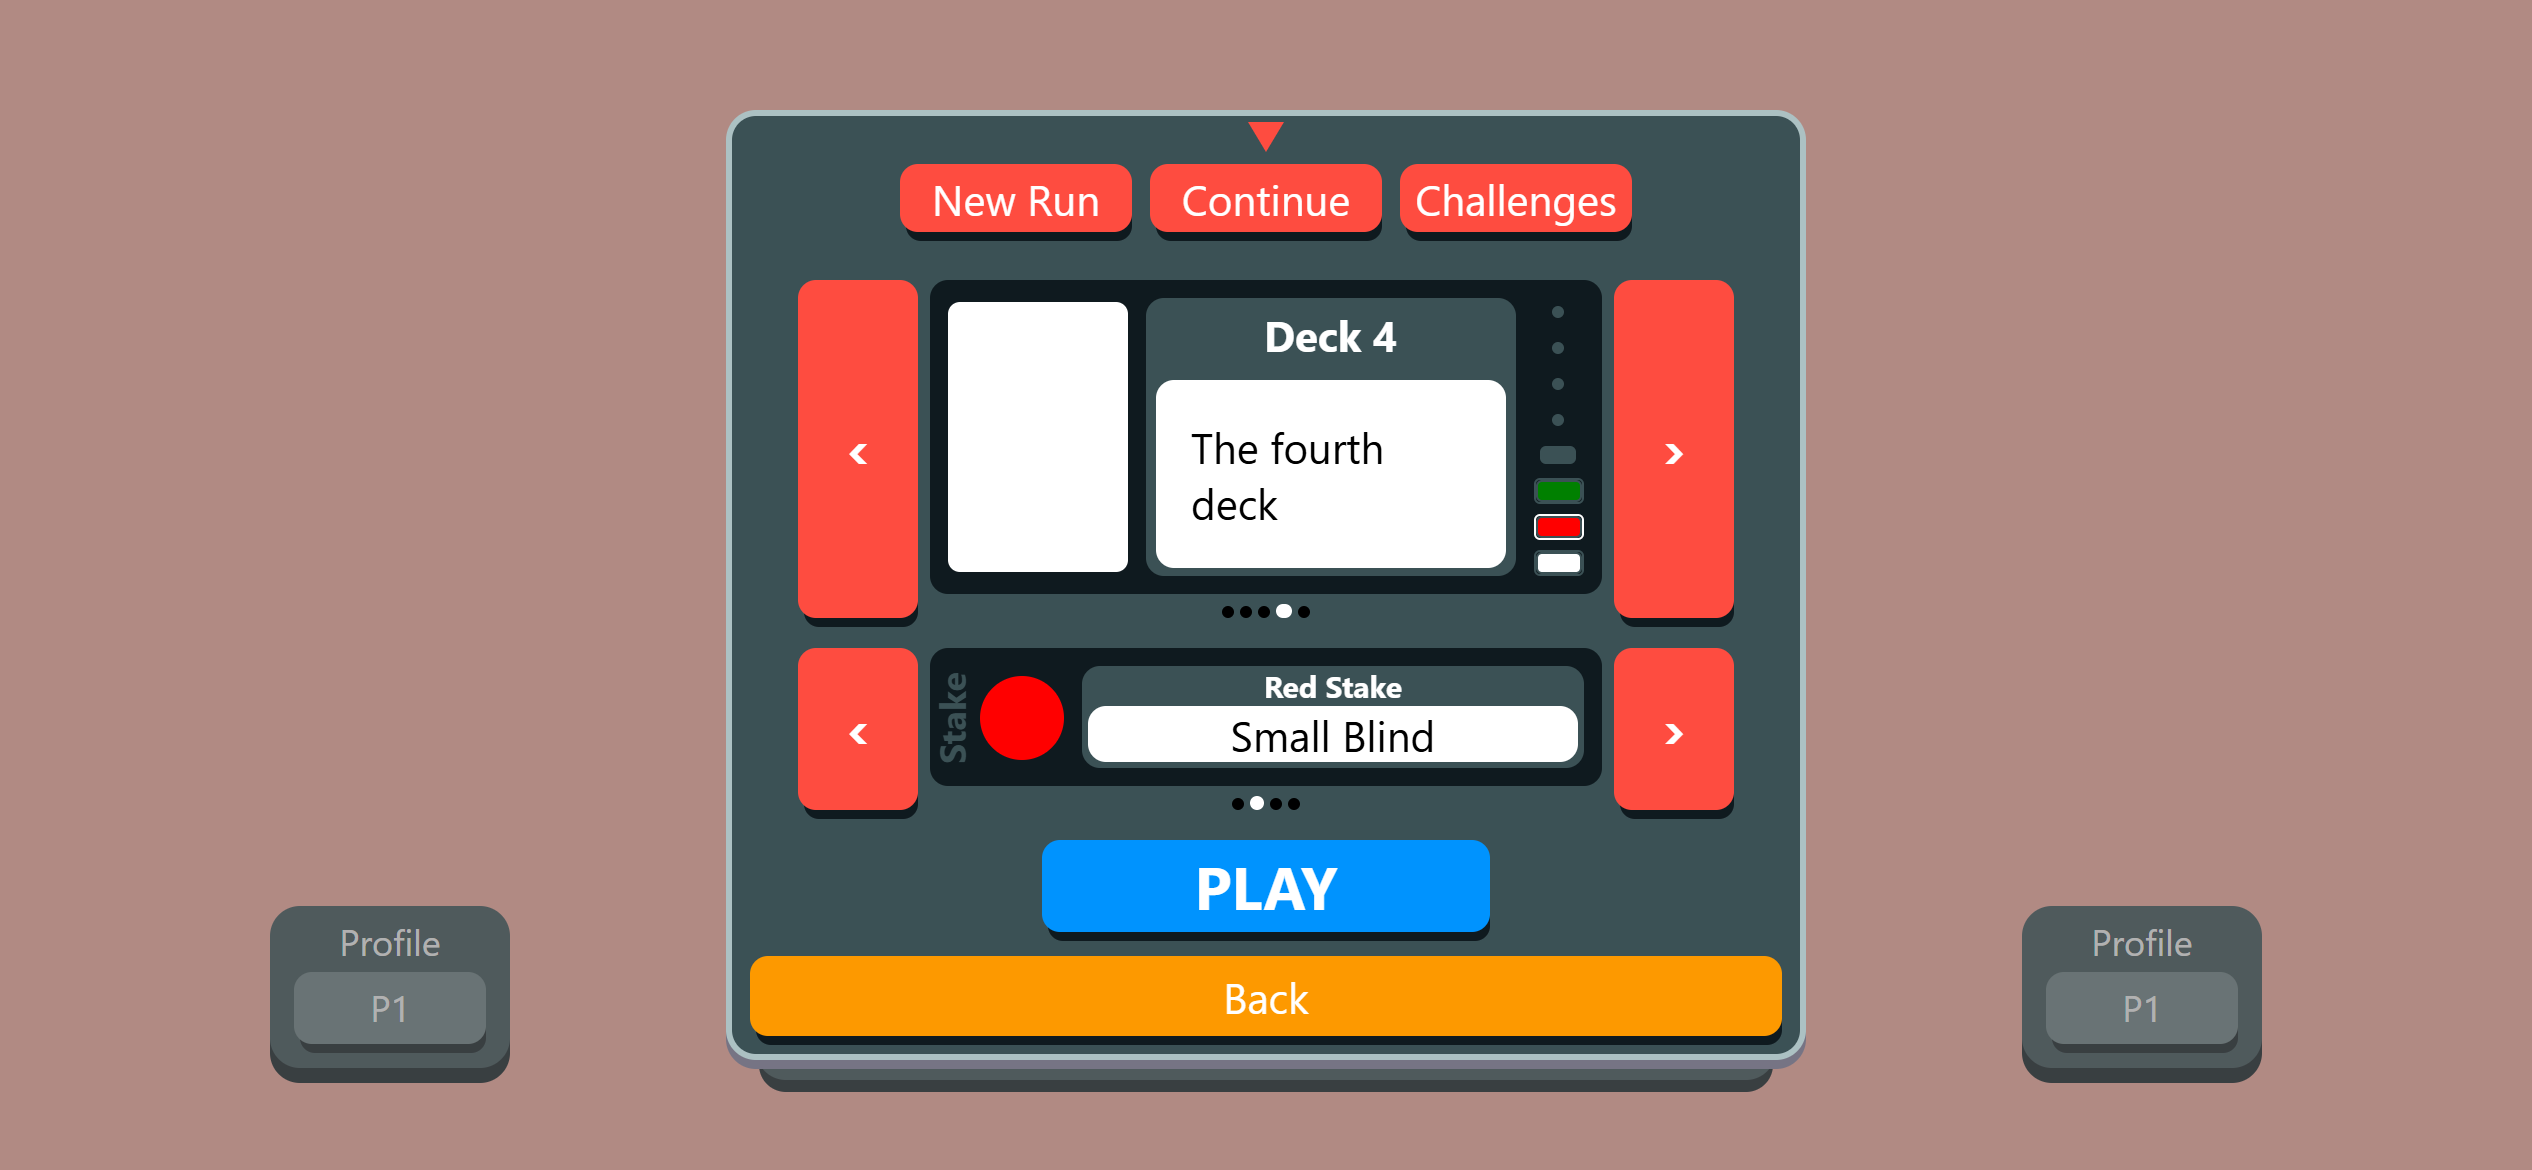 New Run
Continue
Challenges
<
Deck 4
The fourth
deck
>
<
Stake
Red Stake
Small Blind
>
PLAY
Back
Profile
P1
Profile
P1